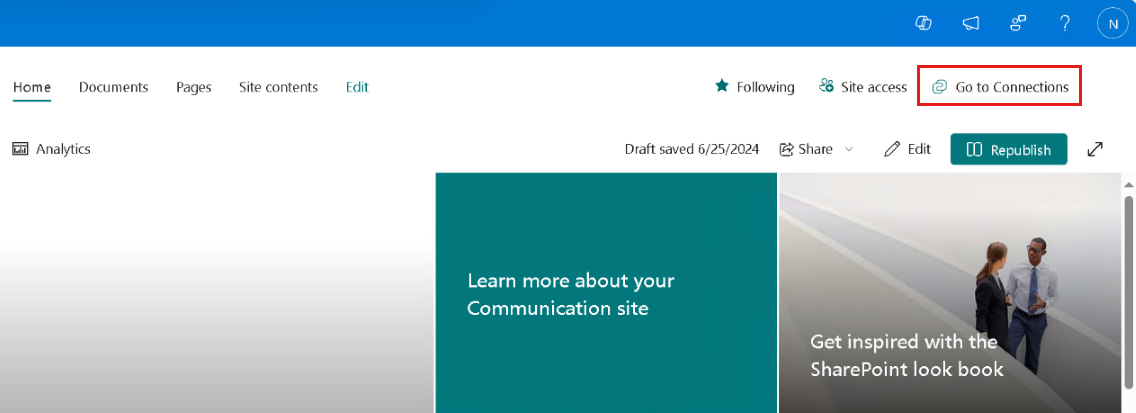 N
Home Documents Pages Site contents Edit Following Site access Go to Connections
Analytics Draft saved 6/25/2024 Share Edit Republish
Learn more about your
Communication site
Get inspired with the
SharePoint look book